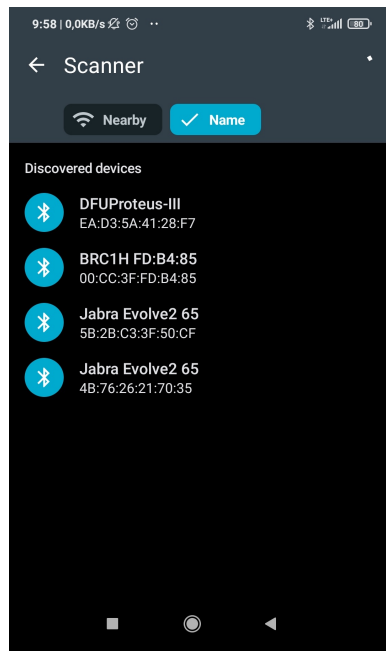 9:58 | 0,0KB/s LTE+ 80
Scanner
Nearby Name
Discovered devices
DFUProteus-III
EA:D3:5A:41:28:F7
BRC1H FD:B4:85
00:CC:3F:FD:B4:85
Jabra Evolve2 65
5B:2B:C3:3F:50:CF
Jabra Evolve2 65
4B:76:26:21:70:35